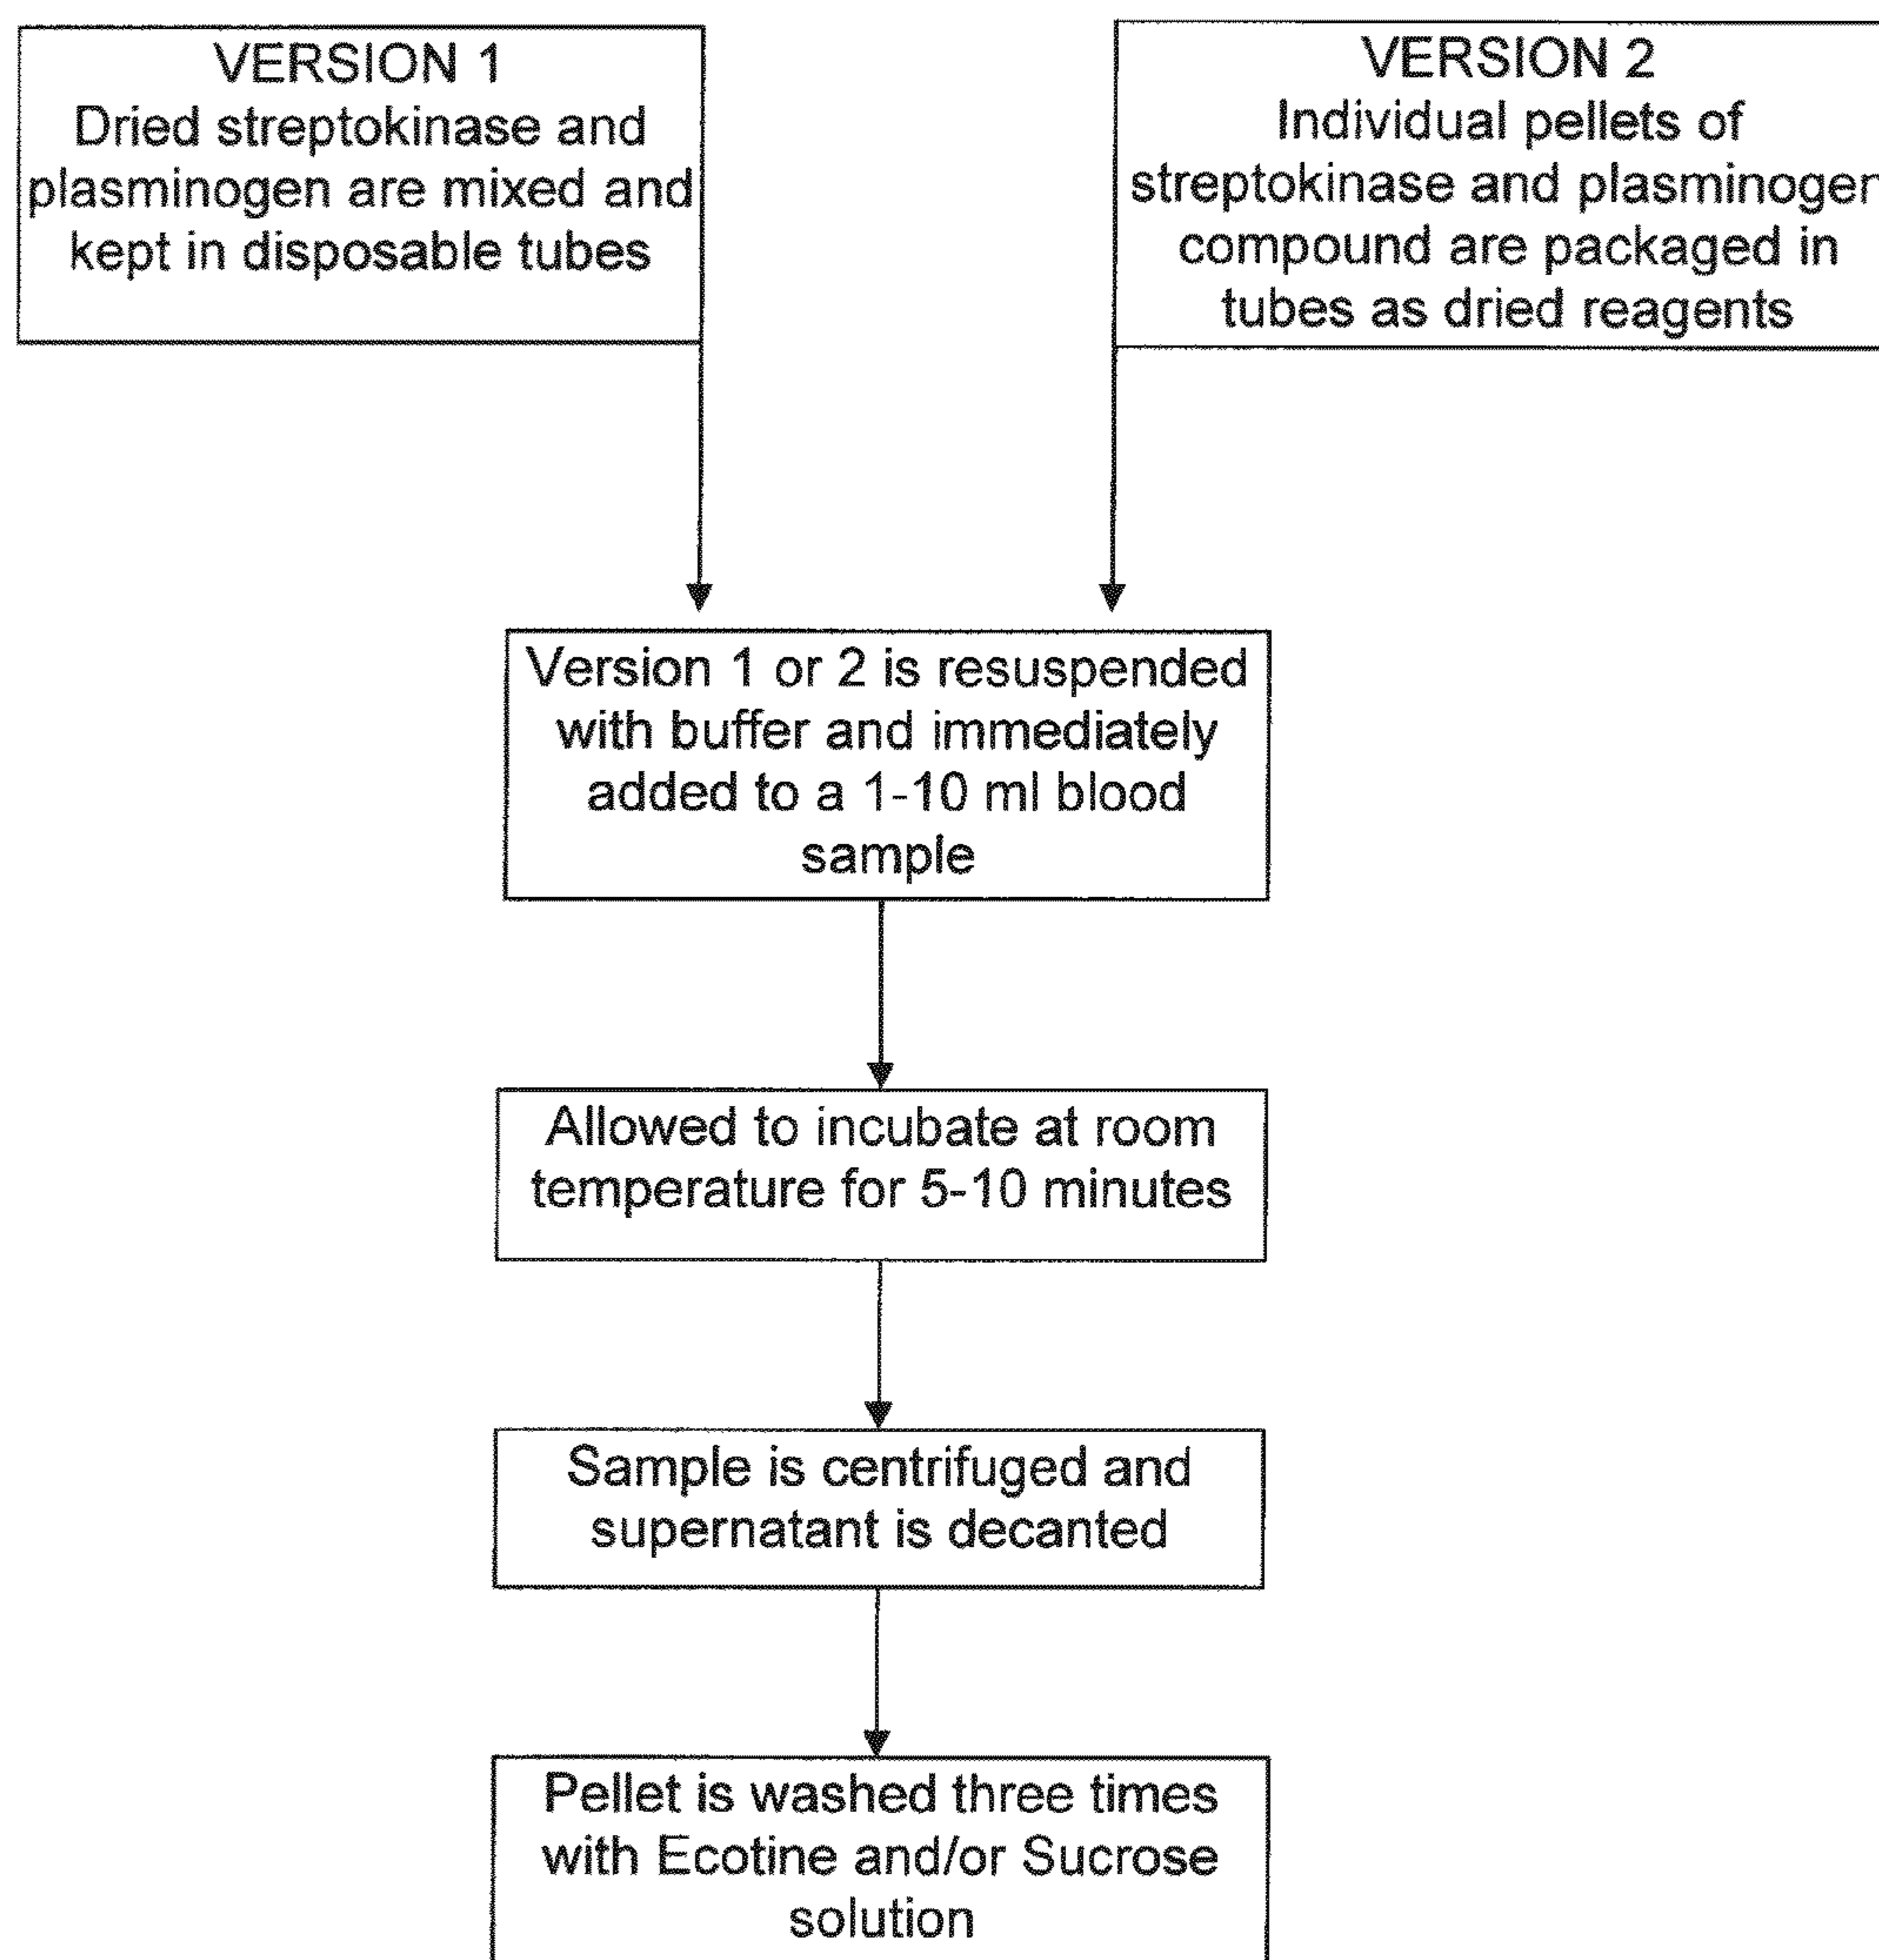 VERSION 1
Dried streptokinase and
plasminogen are mixed and
kept in disposable tubes
VERSION 2
Individual pellets of
streptokinase and plasminogen
compound are packaged in
tubes as dried reagents
Version 1 or 2 is resuspended
with buffer and immediately
added to a 1-10 ml blood
sample
Allowed to incubate at room
temperature for 5-10 minutes
Sample is centrifuged and
supernatant is decanted
Pellet is washed three times
with Ecotine and/or Sucrose
solution